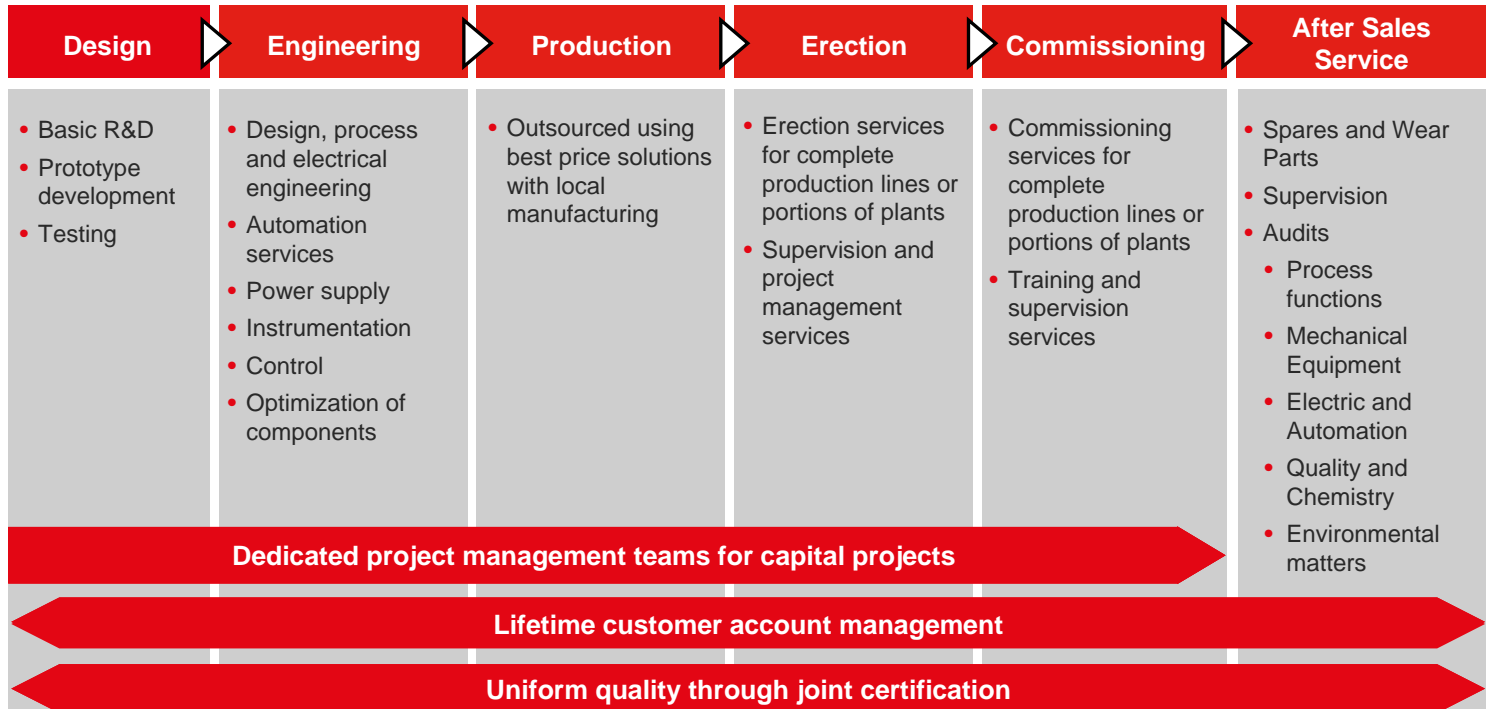 Design
Engineering
Production
Erection
Commissioning
After Sales
Service
• Basic R&D
• Prototype
development
• Testing
• Design, process
and electrical
engineering
• Automation
services
• Power supply
• Instrumentation
• Control
• Optimization of
components
• Outsourced using
best price solutions
with local
manufacturing
• Erection services
for complete
production lines or
portions of plants
• Supervision and
project
management
services
• Commissioning
services for
complete
production lines or
portions of plants
• Training and
supervision
services
• Spares and Wear
Parts
• Supervision
• Audits
• Process
functions
• Mechanical
Equipment
• Electric and
Automation
• Quality and
Chemistry
• Environmental
matters
Dedicated project management teams for capital projects
Lifetime customer account management
Uniform quality through joint certification